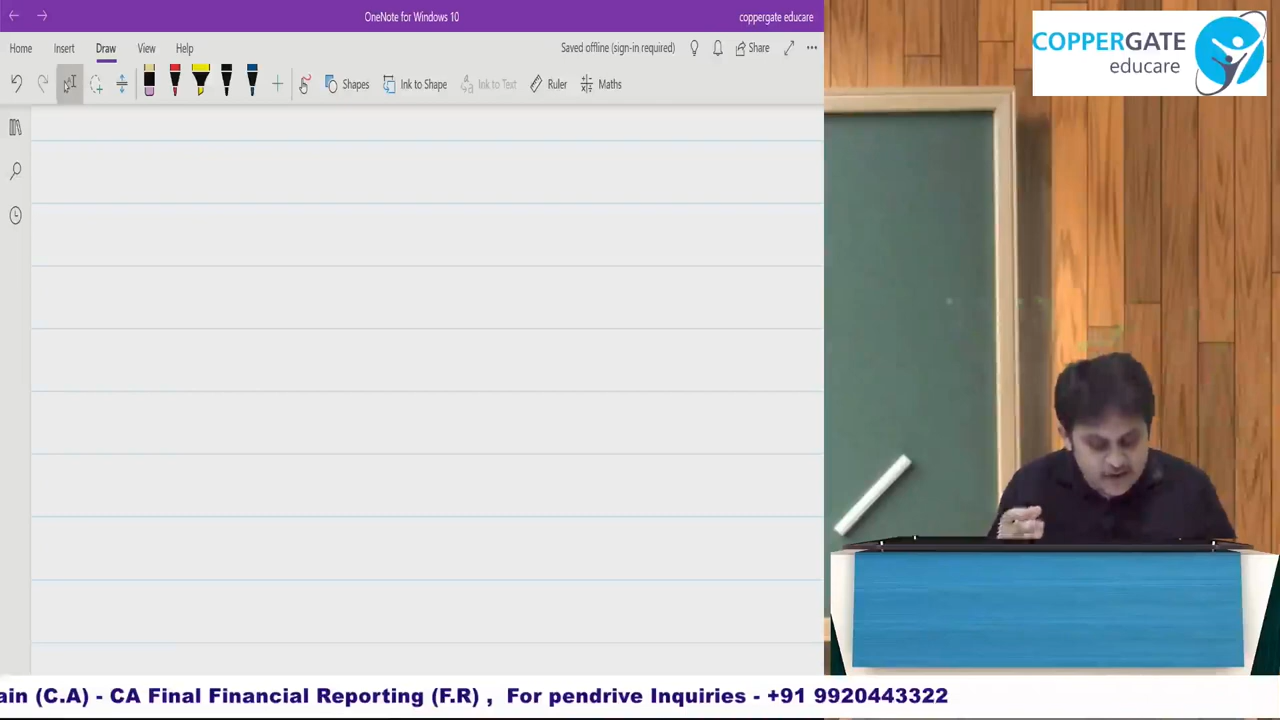 OneNote for Windows 10
coppergate educare
Home Insert Draw View Help
Saved offline (sign-in required)
Share
Shapes
Ink to Shape
Ink to Text
Ruler
Maths
COPPERGATE
educare
ain (C.A) - CA Final Financial Reporting (F.R) , For pendrive Inquiries - +91 9920443322